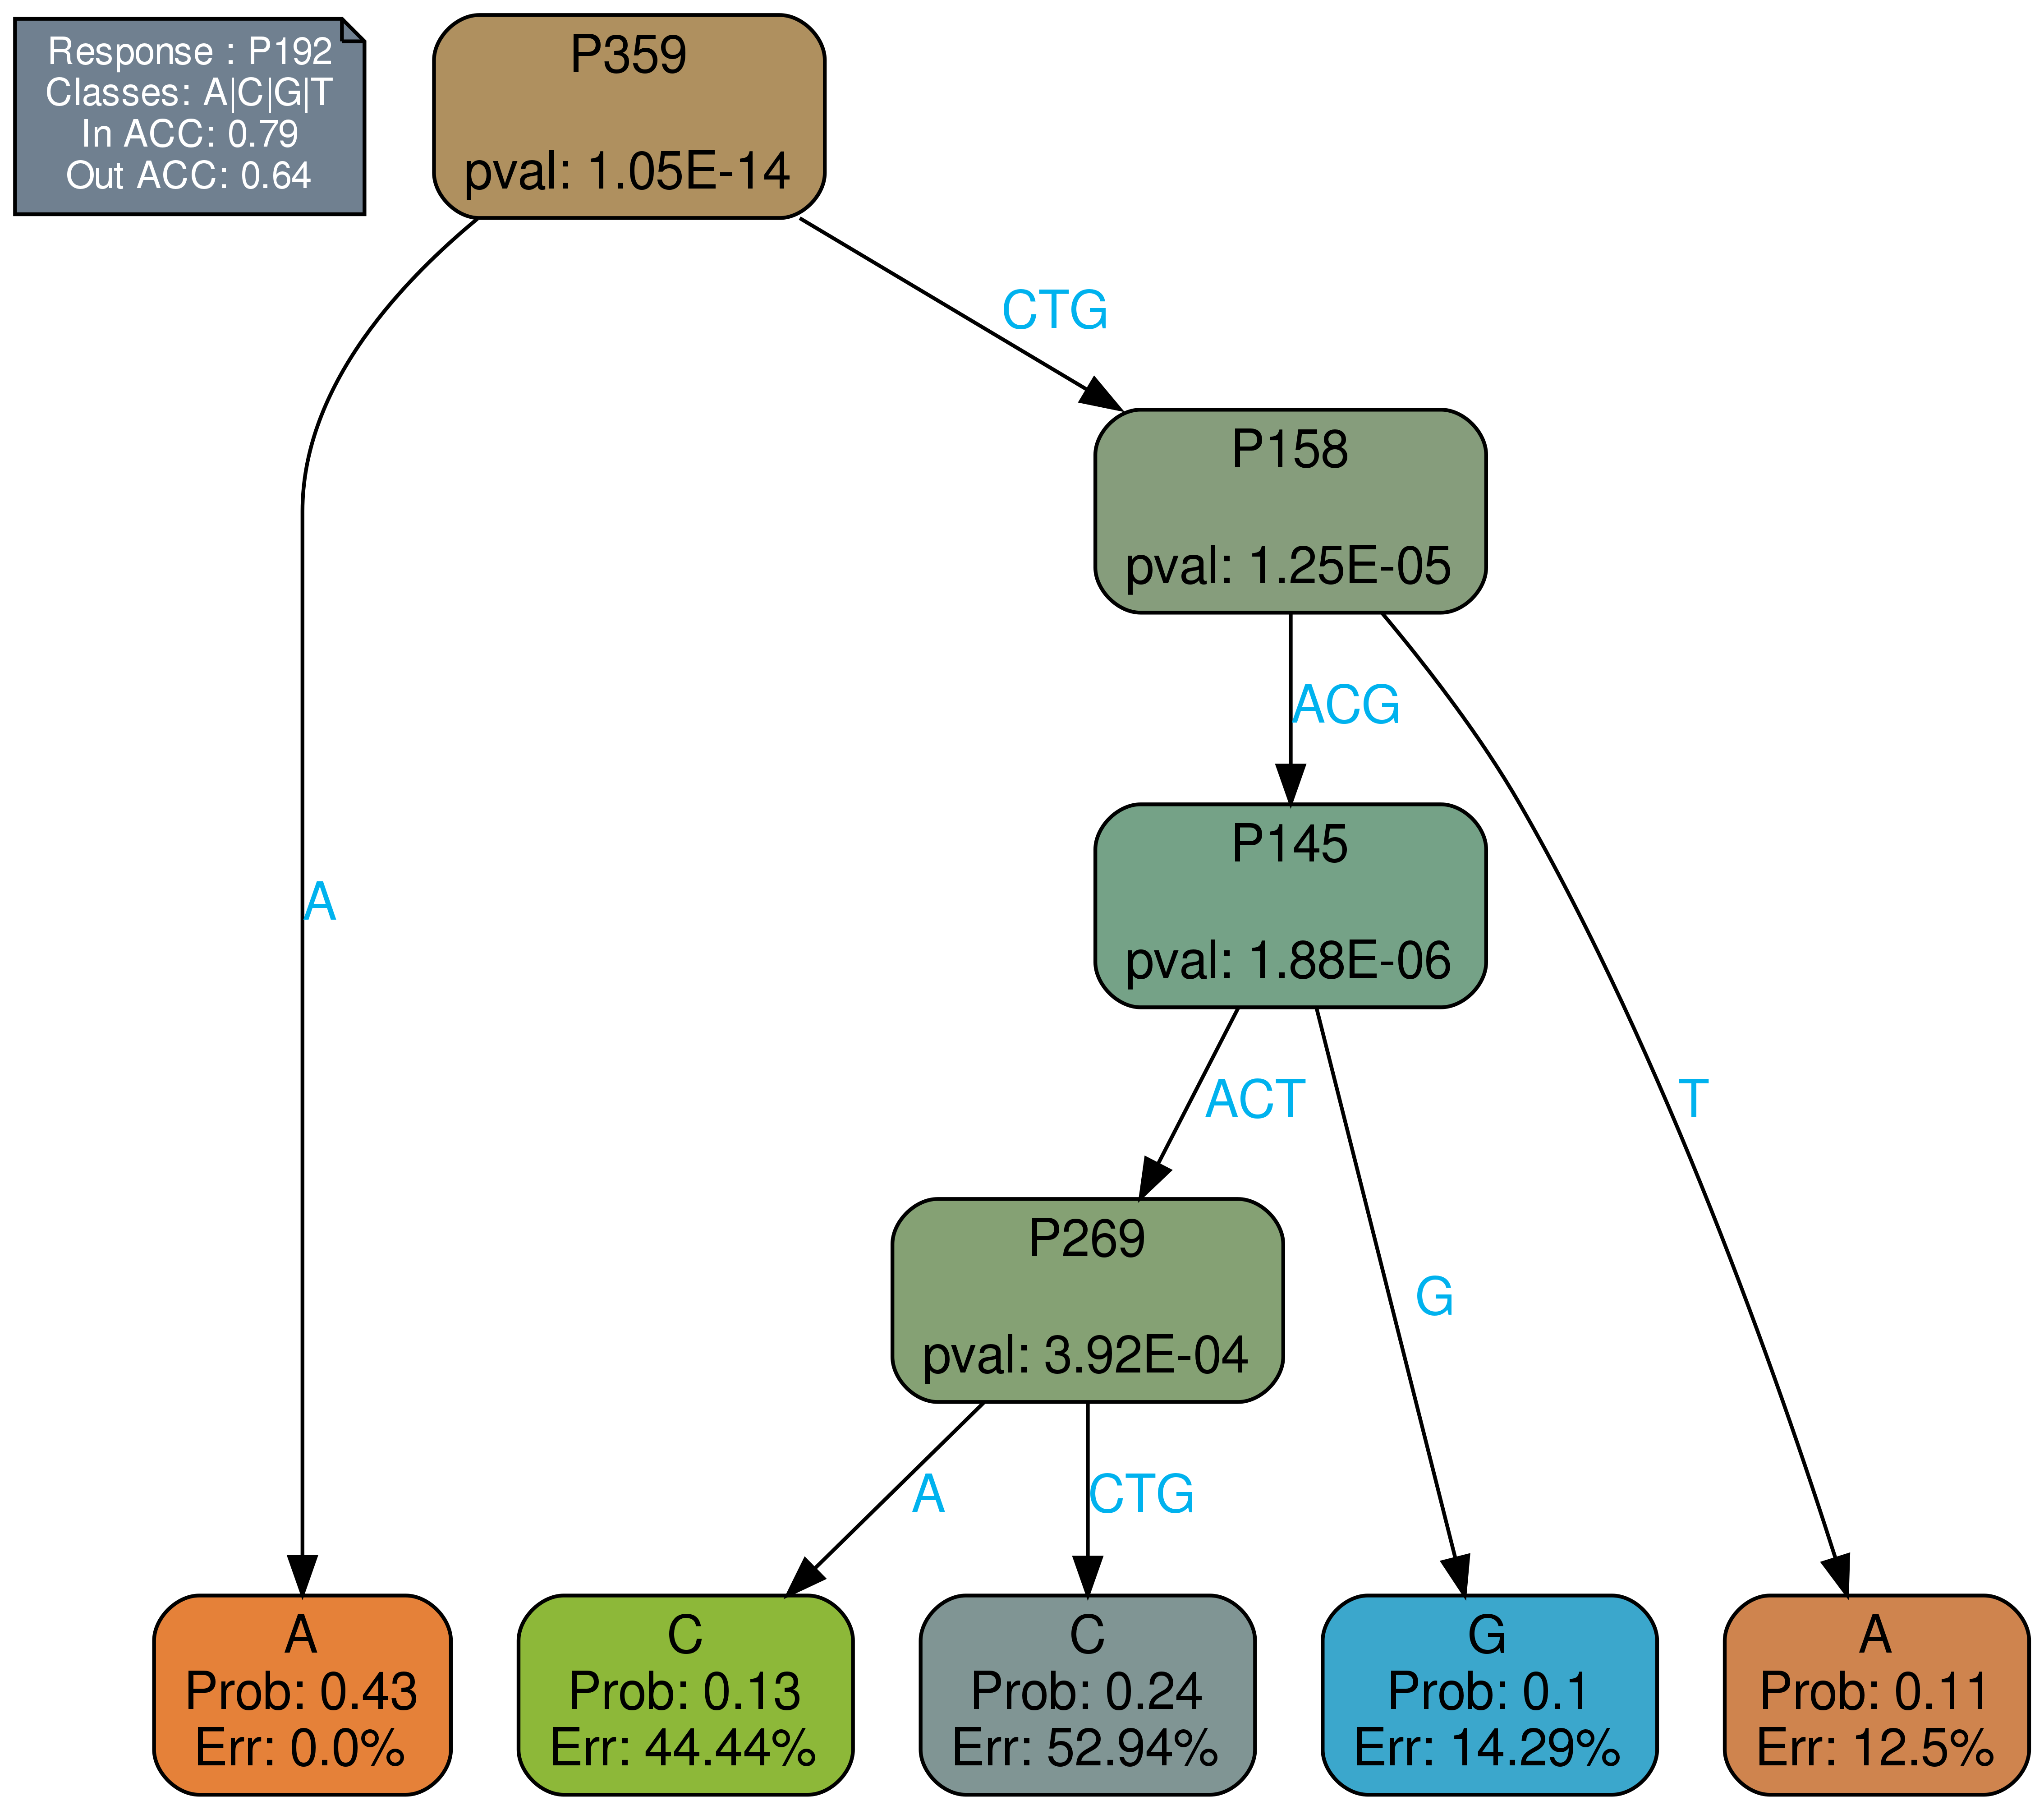 Response : P192
Classes: A|C|G|T
In ACC: 0.79
Out ACC: 0.64
P359
pval: 1.05E-14
CTG
P158
pval: 1.25E-05
ACG
P145
pval: 1.88E-06
A
ACT
T
P269
pval: 3.92E-04
G
A
CTG
A
Prob: 0.43
Err: 0.0%
C
Prob: 0.13
Err: 44.44%
C
Prob: 0.24
Err: 52.94%
G
Prob: 0.1
Err: 14.29%
A
Prob: 0.11
Err: 12.5%